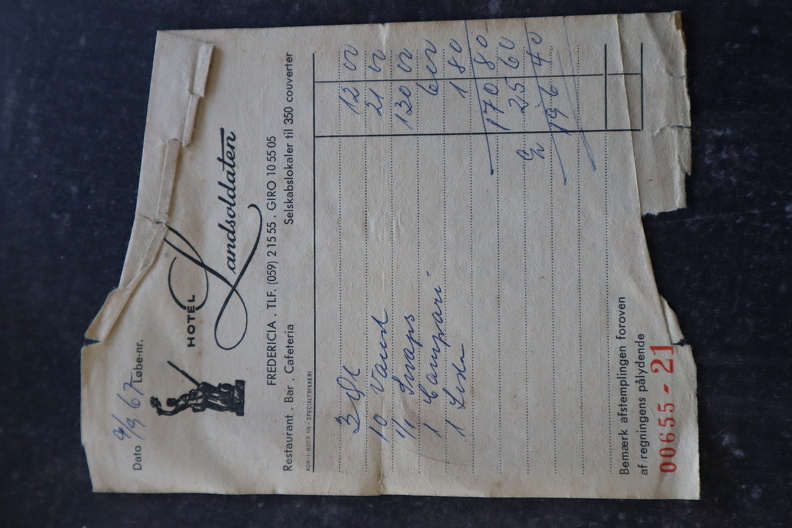 Dato 9/9 67 Løbe-nr.
HOTEL
Landsoldaten
FREDERICIA . TLF. (059) 2 15 55 . GIRO 10 55 05
Restaurant . Bar . Cafeteria Selskabslokaler til 350 couverter
3 Øl 12 00
10 Vand 21 00
1/1 Snaps 130 00
1 Campari 6 00
1 80
170 80
25 60
196 40
Bemærk afstemplingen foroven
af regningens pålydende
00655 - 21